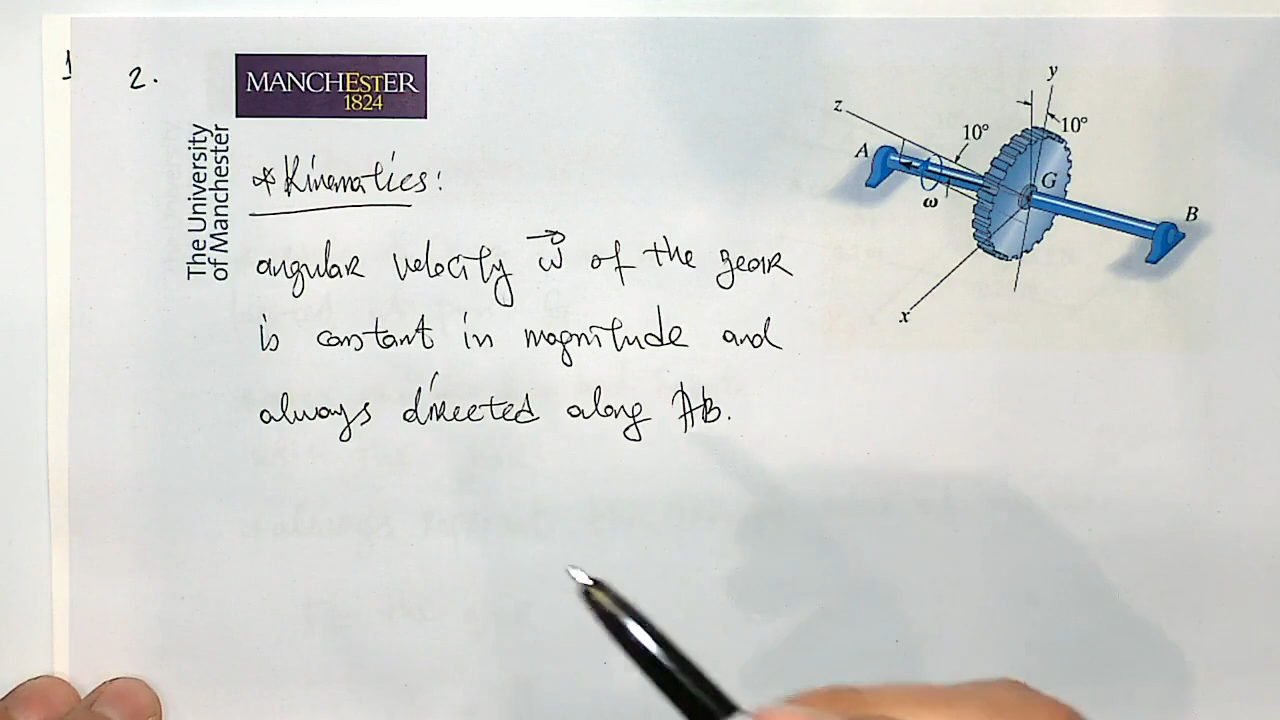 1
2.
MANCHESTER
1824
The University
of Manchester
* Kinematics:
angular velocity ω of the gear
is constant in magnitude and
always directed along AB.
y
z
10°
10°
A
G
ω
B
x